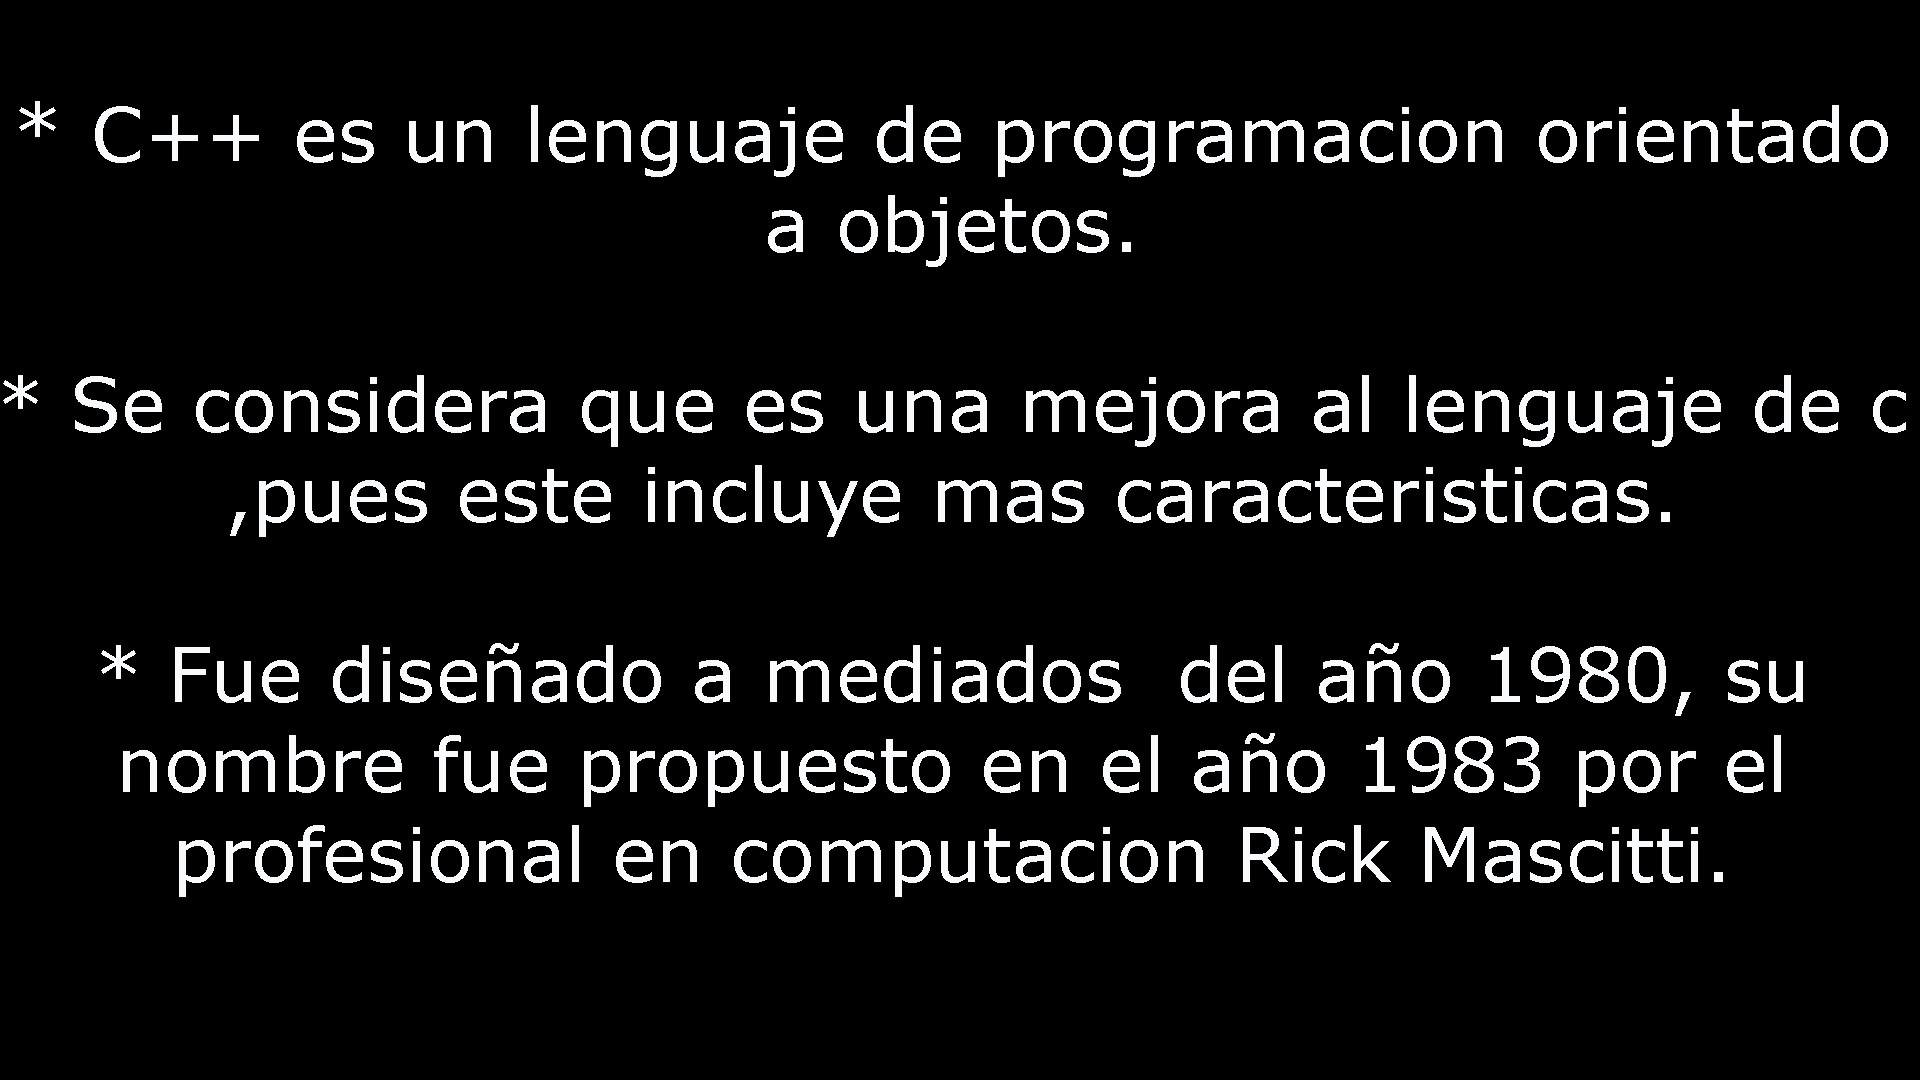 * C++ es un lenguaje de programacion orientado
a objetos.
* Se considera que es una mejora al lenguaje de c
,pues este incluye mas caracteristicas.
* Fue diseñado a mediados  del año 1980, su
nombre fue propuesto en el año 1983 por el
profesional en computacion Rick Mascitti.